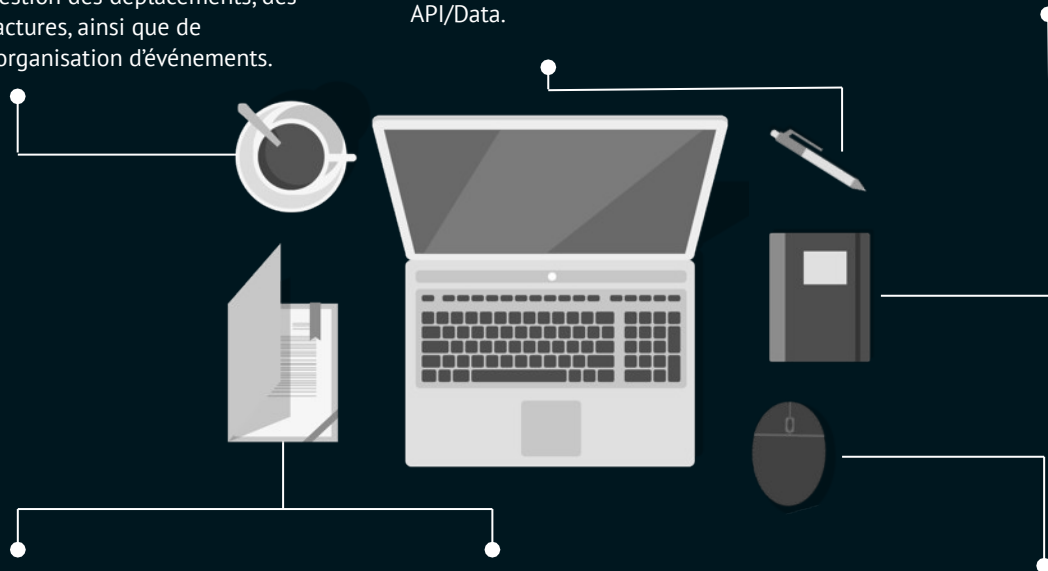 estion des déplacements, des
actures, ainsi que de
organisation d’événements.
API/Data.